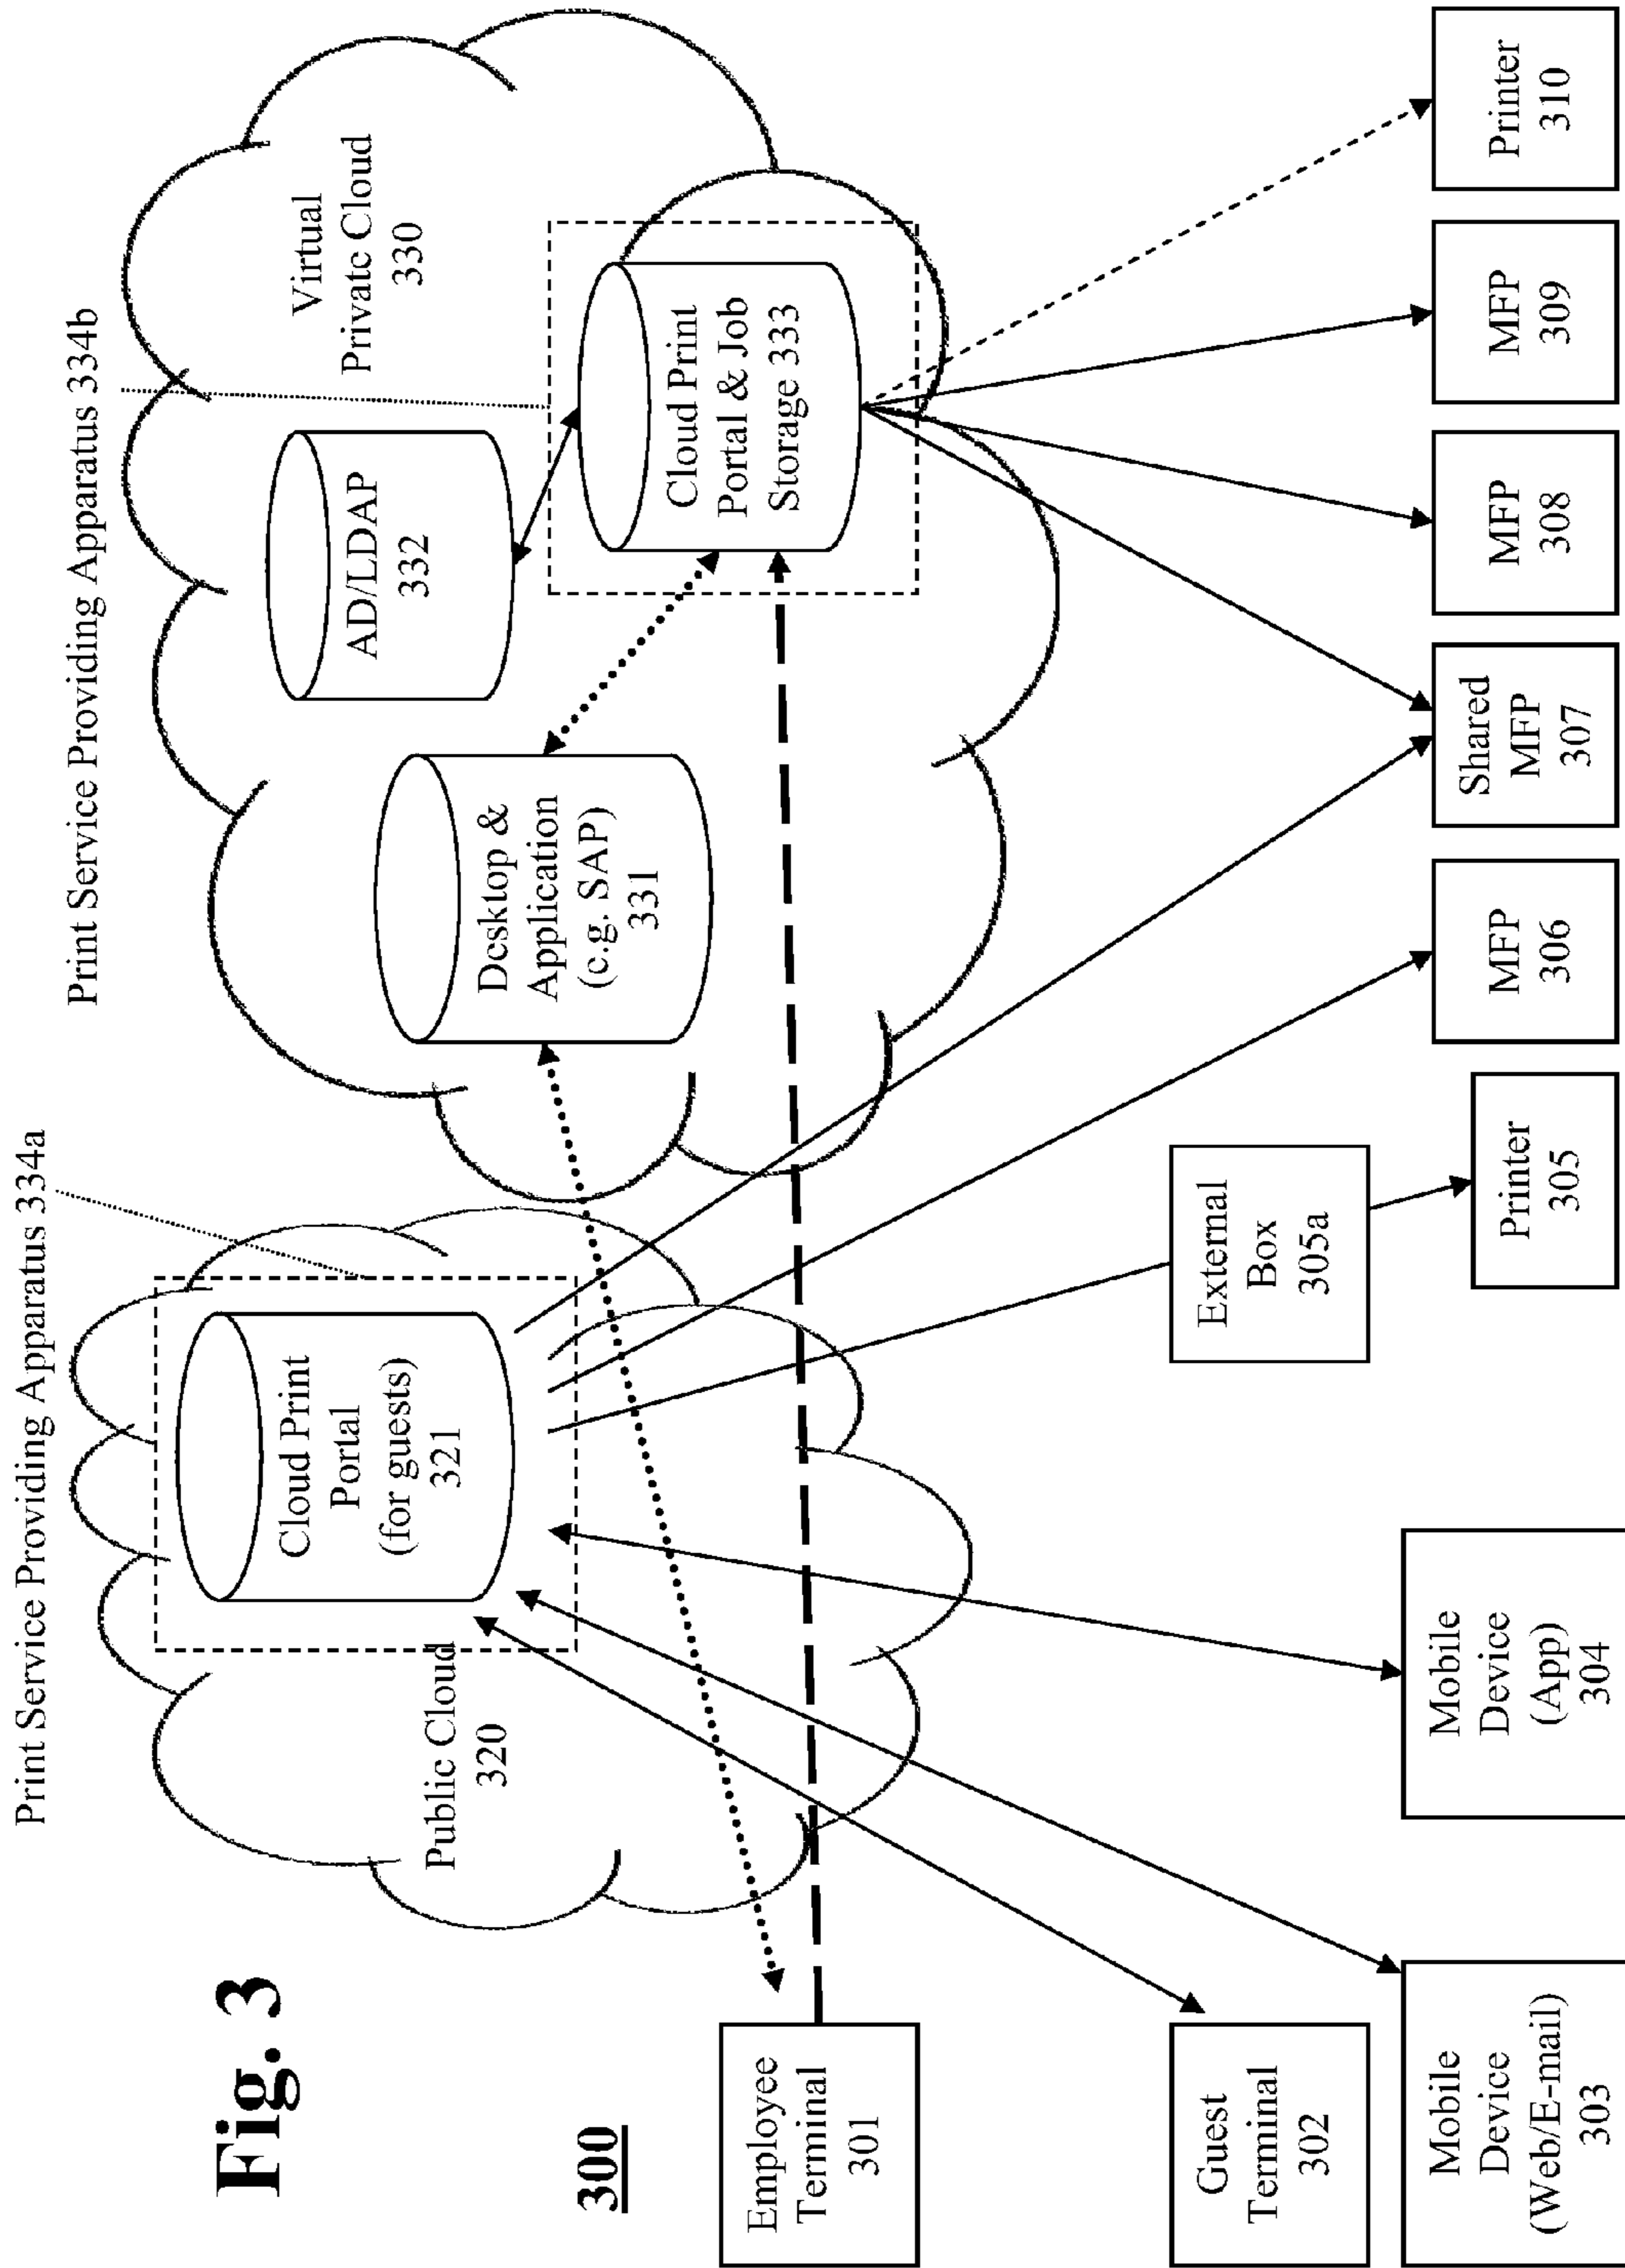 Fig. 3
300
Print Service Providing Apparatus 334a
Print Service Providing Apparatus 334b
Public Cloud
320
Cloud Print
Portal
(for guests)
321
Virtual
Private Cloud
330
Desktop &
Application
(e.g. SAP)
331
AD/LDAP
332
Cloud Print
Portal & Job
Storage 333
Employee
Terminal
301
Guest
Terminal
302
Mobile
Device
(Web/E-mail)
303
Mobile
Device
(App)
304
External
Box
305a
Printer
305
MFP
306
Shared
MFP
307
MFP
308
MFP
309
Printer
310